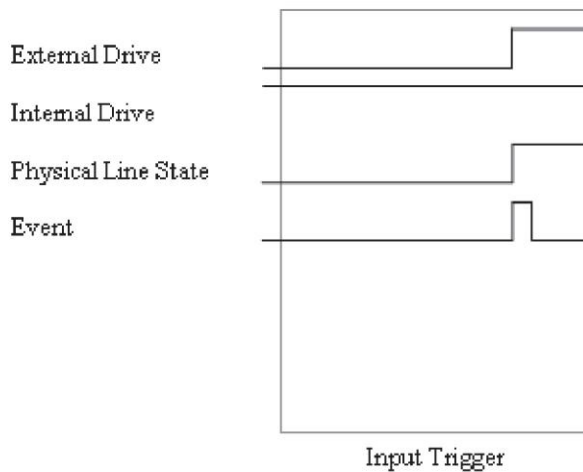 External Drive
Internal Drive
Physical Line State
Event
Input Trigger